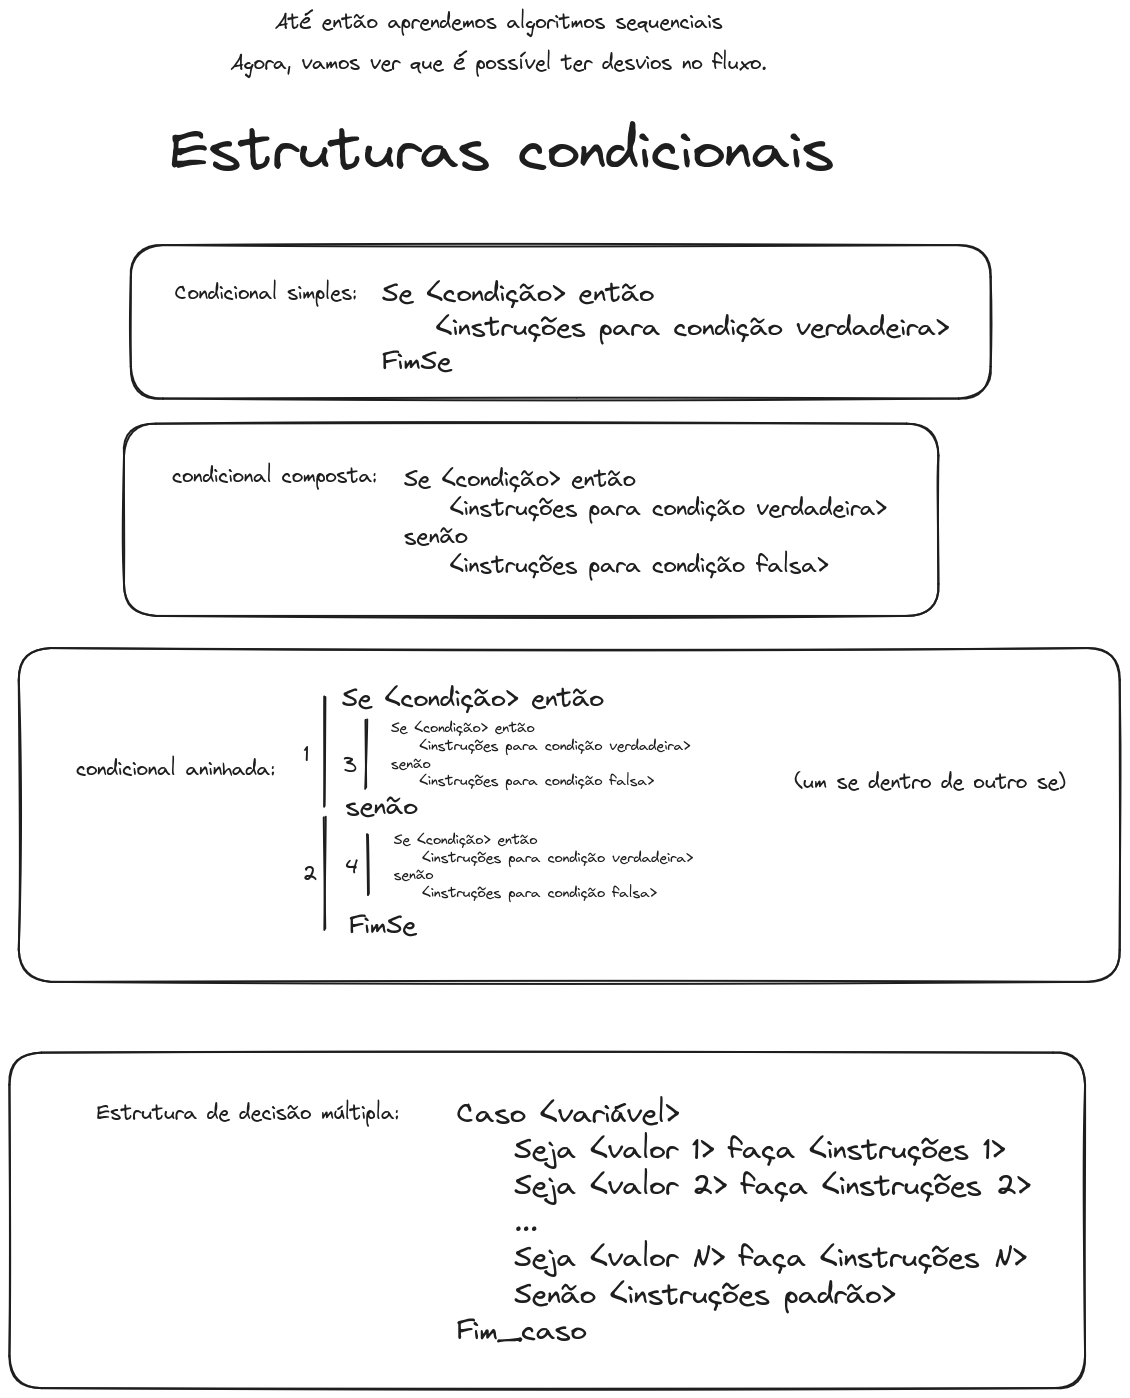 Até então aprendemos algoritmos sequenciais
Agora, vamos ver que é possível ter desvios no fluxo.
Estruturas condicionais
Condicional simples: Se <condição> então
<instruções para condição verdadeira>
FimSe
condicional composta: Se <condição> então
<instruções para condição verdadeira>
senão
<instruções para condição falsa>
Se <condição> então
Se <condição> então
<instruções para condição verdadeira>
condicional aninhada: 1 3 senão (um se dentro de outro se)
<instruções para condição falsa>
senão
Se <condição> então
<instruções para condição verdadeira>
2 4 senão
<instruções para condição falsa>
FimSe
Estrutura de decisão múltipla: Caso <variável>
Seja <valor 1> faça <instruções 1>
Seja <valor 2> faça <instruções 2>
...
Seja <valor N> faça <instruções N>
Senão <instruções padrão>
Fim_caso